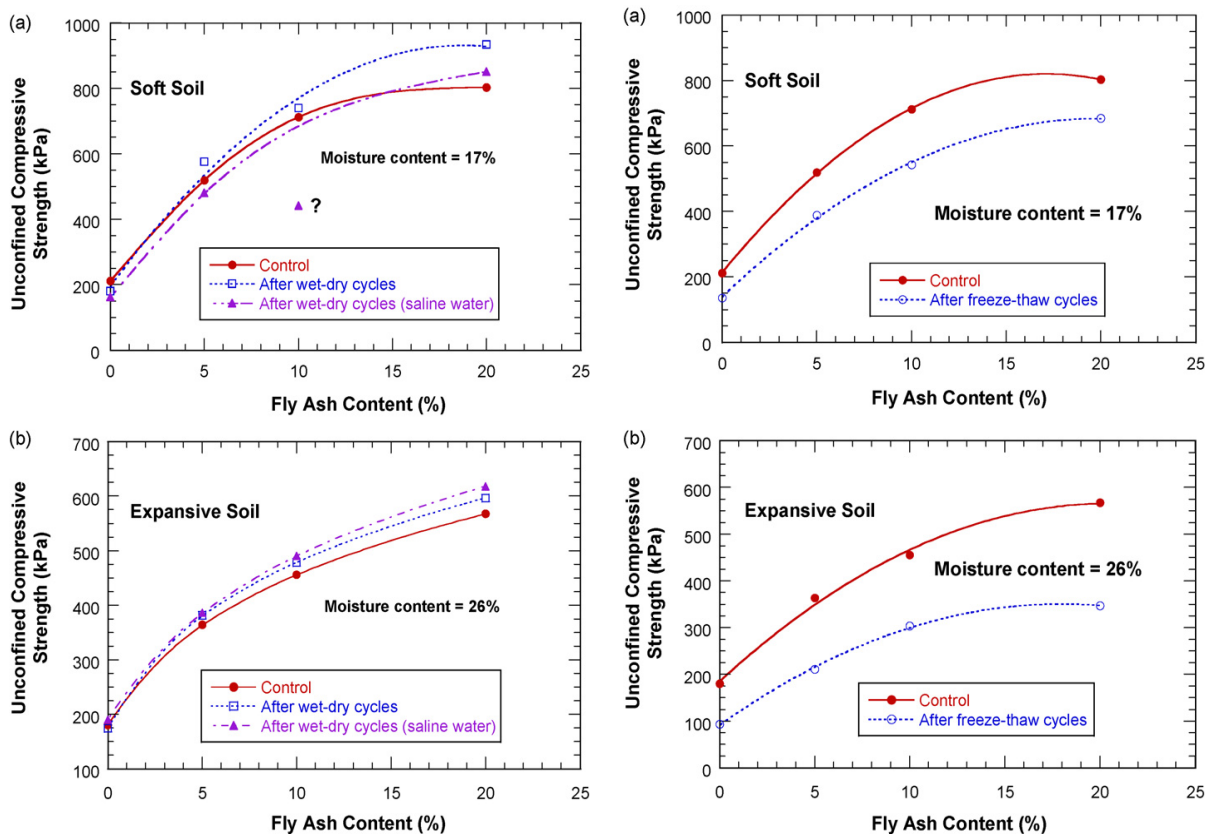 (a)
1000
800
600
400
200
0
Unconfined Compressive
Strength (kPa)
Soft Soil
Moisture content = 17%
?
Control
After wet-dry cycles
After wet-dry cycles (saline water)
0 5 10 15 20 25
Fly Ash Content (%)
(a)
1000
800
600
400
200
0
Unconfined Compressive
Strength (kPa)
Soft Soil
Moisture content = 17%
Control
After freeze-thaw cycles
0 5 10 15 20 25
Fly Ash Content (%)
(b)
700
600
500
400
300
200
100
Unconfined Compressive
Strength (kPa)
Expansive Soil
Moisture content = 26%
Control
After wet-dry cycles
After wet-dry cycles (saline water)
0 5 10 15 20 25
Fly Ash Content (%)
(b)
700
600
500
400
300
200
100
0
Unconfined Compressive
Strength (kPa)
Expansive Soil
Moisture content = 26%
Control
After freeze-thaw cycles
0 5 10 15 20 25
Fly Ash Content (%)